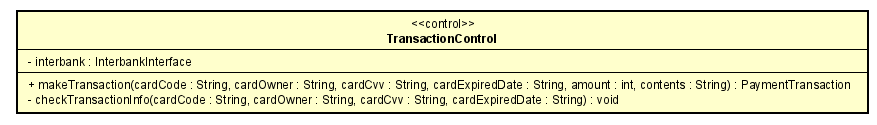 <<control>>
TransactionControl
- interbank : InterbankInterface
+ makeTransaction(cardCode : String, cardOwner : String, cardCvv : String, cardExpiredDate : String, amount : int, contents : String) : PaymentTransaction
- checkTransactionInfo(cardCode : String, cardOwner : String, cardCvv : String, cardExpiredDate : String) : void